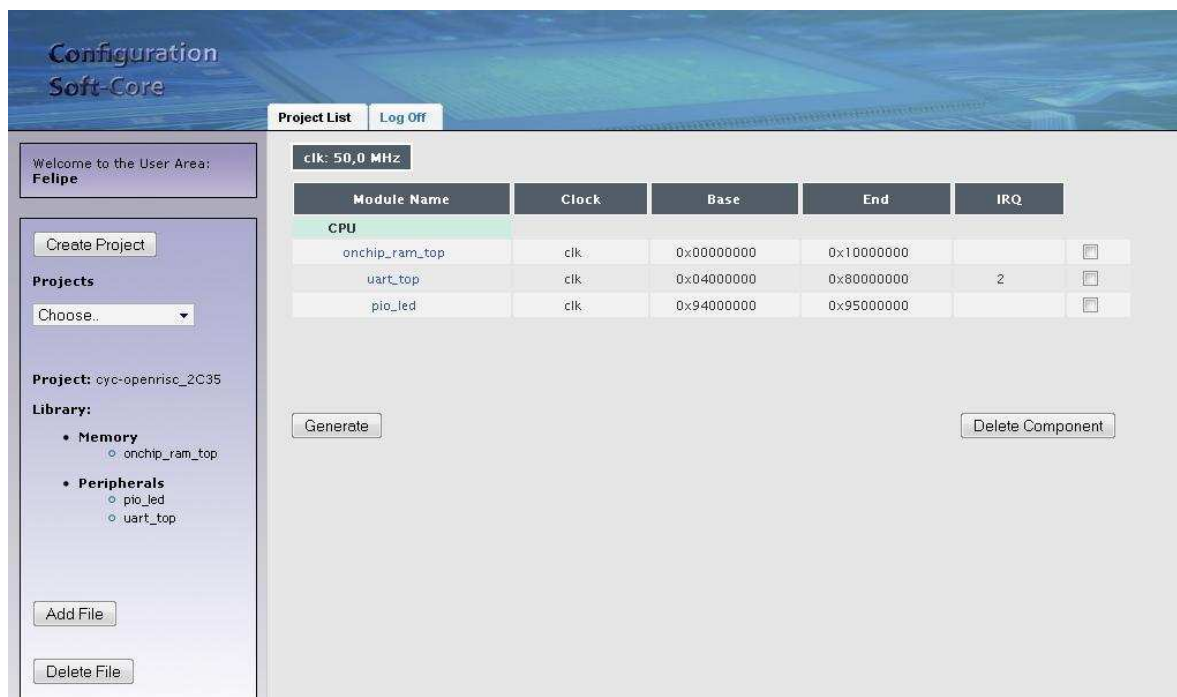 Configuration
Soft-Core
Project List
Log Off
Welcome to the User Area:
Felipe
Create Project
Projects
Choose..
Project: cyc-openrisc_2C35
Library:
Memory
onchip_ram_top
Peripherals
pio_led
uart_top
Add File
Delete File
clk: 50,0 MHz
Module Name Clock Base End IRQ
CPU
onchip_ram_top clk 0x00000000 0x10000000
uart_top clk 0x04000000 0x80000000 2
pio_led clk 0x94000000 0x95000000
Generate
Delete Component